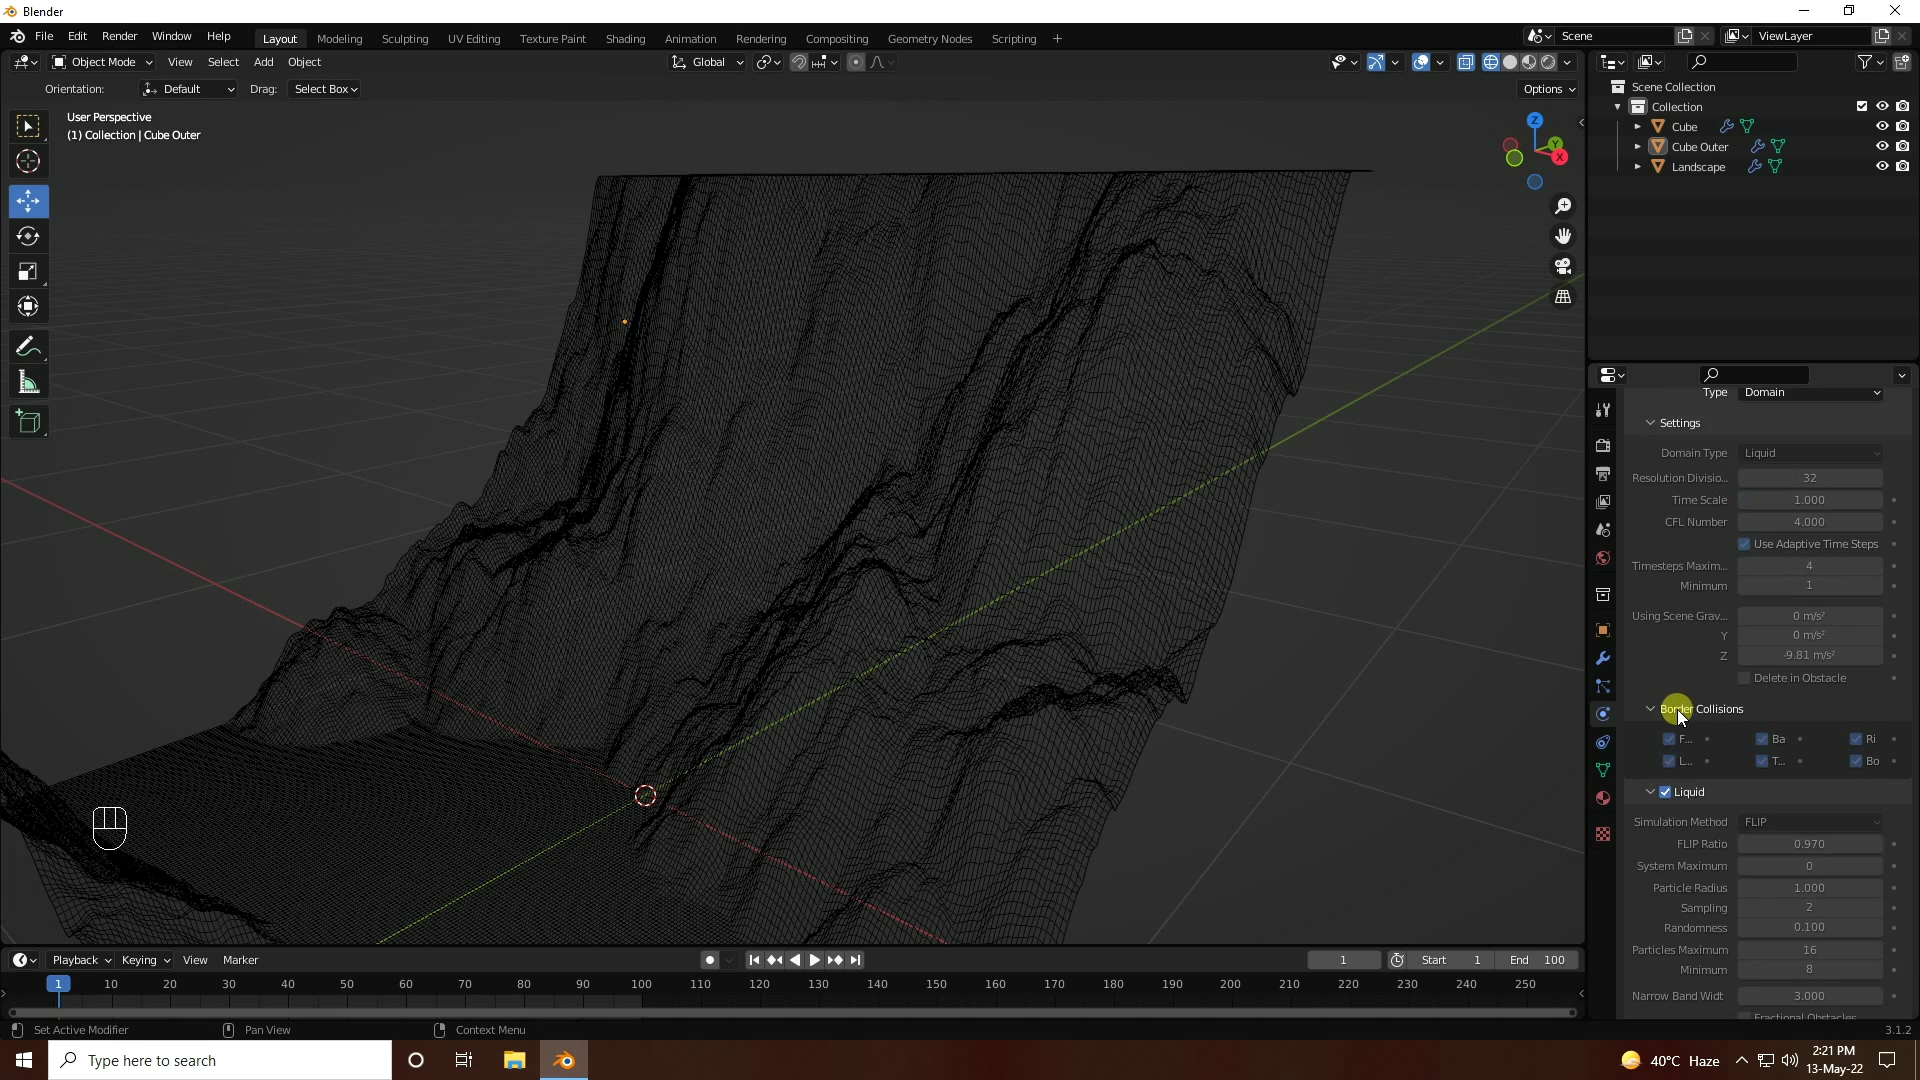 Blender
File Edit Render Window Help Layout Modeling Sculpting UV Editing Texture Paint Shading Animation Rendering Compositing Geometry Nodes Scripting + Scene ViewLayer
Object Mode View Select Add Object Global
Orientation: Default Drag: Select Box Options
User Perspective
(1) Collection | Cube Outer
Z
Y
X
Scene Collection
Collection
Cube
Cube Outer
Landscape
Type Domain
Settings
Domain Type Liquid
Resolution Divisio... 32
Time Scale 1.000
CFL Number 4.000
Use Adaptive Time Steps
Timesteps Maxim... 4
Minimum 1
Using Scene Grav... 0 m/s²
Y 0 m/s²
Z -9.81 m/s²
Delete in Obstacle
Border Collisions
F... Ba Ri
L... T... Bo
Liquid
Simulation Method FLIP
FLIP Ratio 0.970
System Maximum 0
Particle Radius 1.000
Sampling 2
Randomness 0.100
Particles Maximum 16
Minimum 8
Narrow Band Widt 3.000
Fractional Obstacles
Playback Keying View Marker 1 Start 1 End 100
1 10 20 30 40 50 60 70 80 90 100 110 120 130 140 150 160 170 180 190 200 210 220 230 240 250
Set Active Modifier Pan View Context Menu 3.1.2
Type here to search 40°C Haze 2:21 PM
13-May-22